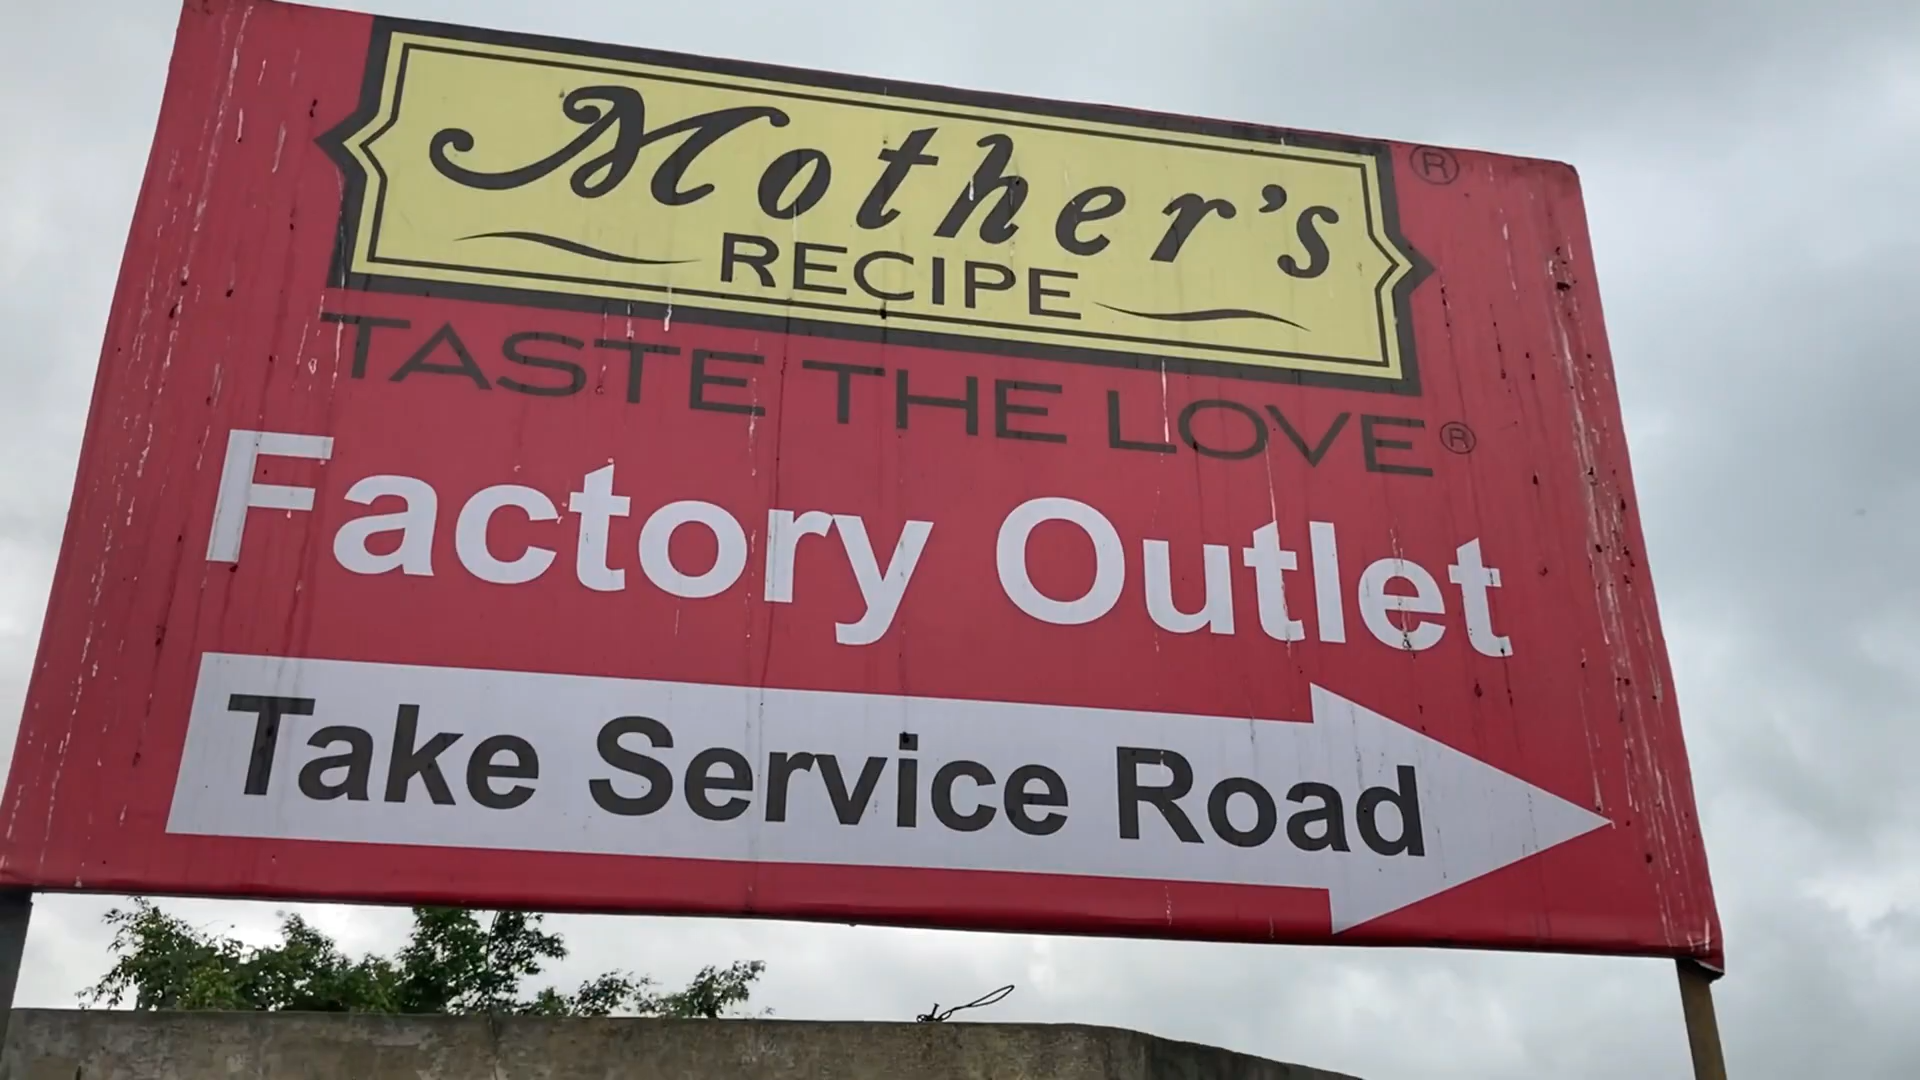 Mother's ®
RECIPE
TASTE THE LOVE®
Factory Outlet
Take Service Road